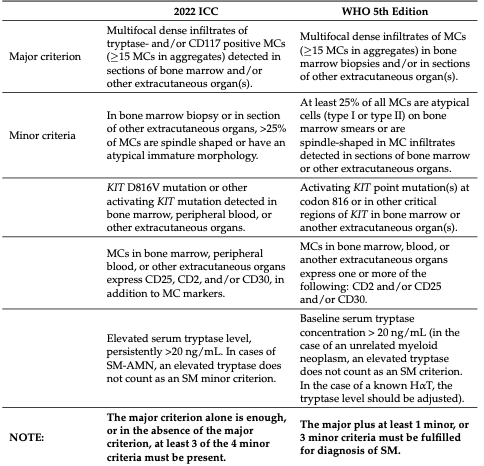 2022 ICC
WHO 5th Edition
Major criterion
Multifocal dense infiltrates of
tryptase- and/or CD117 positive MCs
(≥15 MCs in aggregates) detected in
sections of bone marrow and/or
other extracutaneous organ(s).
Multifocal dense infiltrates of MCs
(≥15 MCs in aggregates) in bone
marrow biopsies and/or in sections
of other extracutaneous organ(s).
Minor criteria
In bone marrow biopsy or in section
of other extracutaneous organs, >25%
of MCs are spindle shaped or have an
atypical immature morphology.
At least 25% of all MCs are atypical
cells (type I or type II) on bone
marrow smears or are
spindle-shaped in MC infiltrates
detected in sections of bone marrow
or other extracutaneous organs.
KIT D816V mutation or other
activating KIT mutation detected in
bone marrow, peripheral blood, or
other extracutaneous organs.
Activating KIT point mutation(s) at
codon 816 or in other critical
regions of KIT in bone marrow or
another extracutaneous organ(s).
MCs in bone marrow, peripheral
blood, or other extracutaneous organs
express CD25, CD2, and/or CD30, in
addition to MC markers.
MCs in bone marrow, blood, or
another extracutaneous organs
express one or more of the
following: CD2 and/or CD25
and/or CD30.
Elevated serum tryptase level,
persistently >20 ng/mL. In cases of
SM-AMN, an elevated tryptase does
not count as an SM minor criterion.
Baseline serum tryptase
concentration > 20 ng/mL (in the
case of an unrelated myeloid
neoplasm, an elevated tryptase
does not count as an SM criterion.
In the case of a known HαT, the
tryptase level should be adjusted).
NOTE:
The major criterion alone is enough,
or in the absence of the major
criterion, at least 3 of the 4 minor
criteria must be present.
The major plus at least 1 minor, or
3 minor criteria must be fulfilled
for diagnosis of SM.